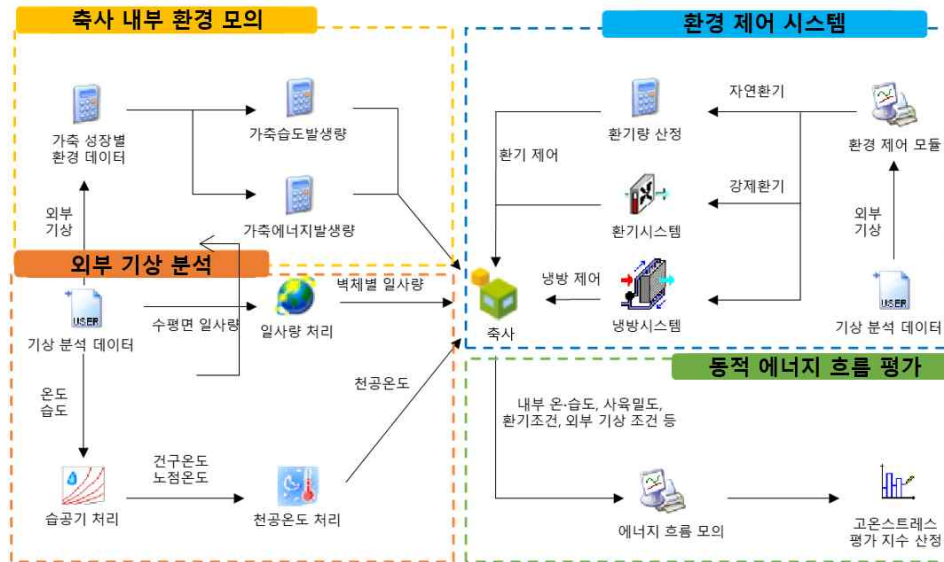 축사 내부 환경 모의
가축 성장별
환경 데이터
가축습도발생량
가축에너지발생량
외부
기상
외부 기상 분석
USER
기상 분석 데이터
수평면 일사량
일사량 처리
벽체별 일사량
온도
습도
습공기 처리
건구온도
노점온도
천공온도 처리
천공온도
환경 제어 시스템
자연환기
환기량 산정
환경 제어 모듈
환기 제어
강제환기
환기시스템
외부
기상
냉방 제어
냉방시스템
축사
USER
기상 분석 데이터
동적 에너지 흐름 평가
내부 온·습도, 사육밀도,
환기조건, 외부 기상 조건 등
에너지 흐름 모의
고온스트레스
평가 지수 산정